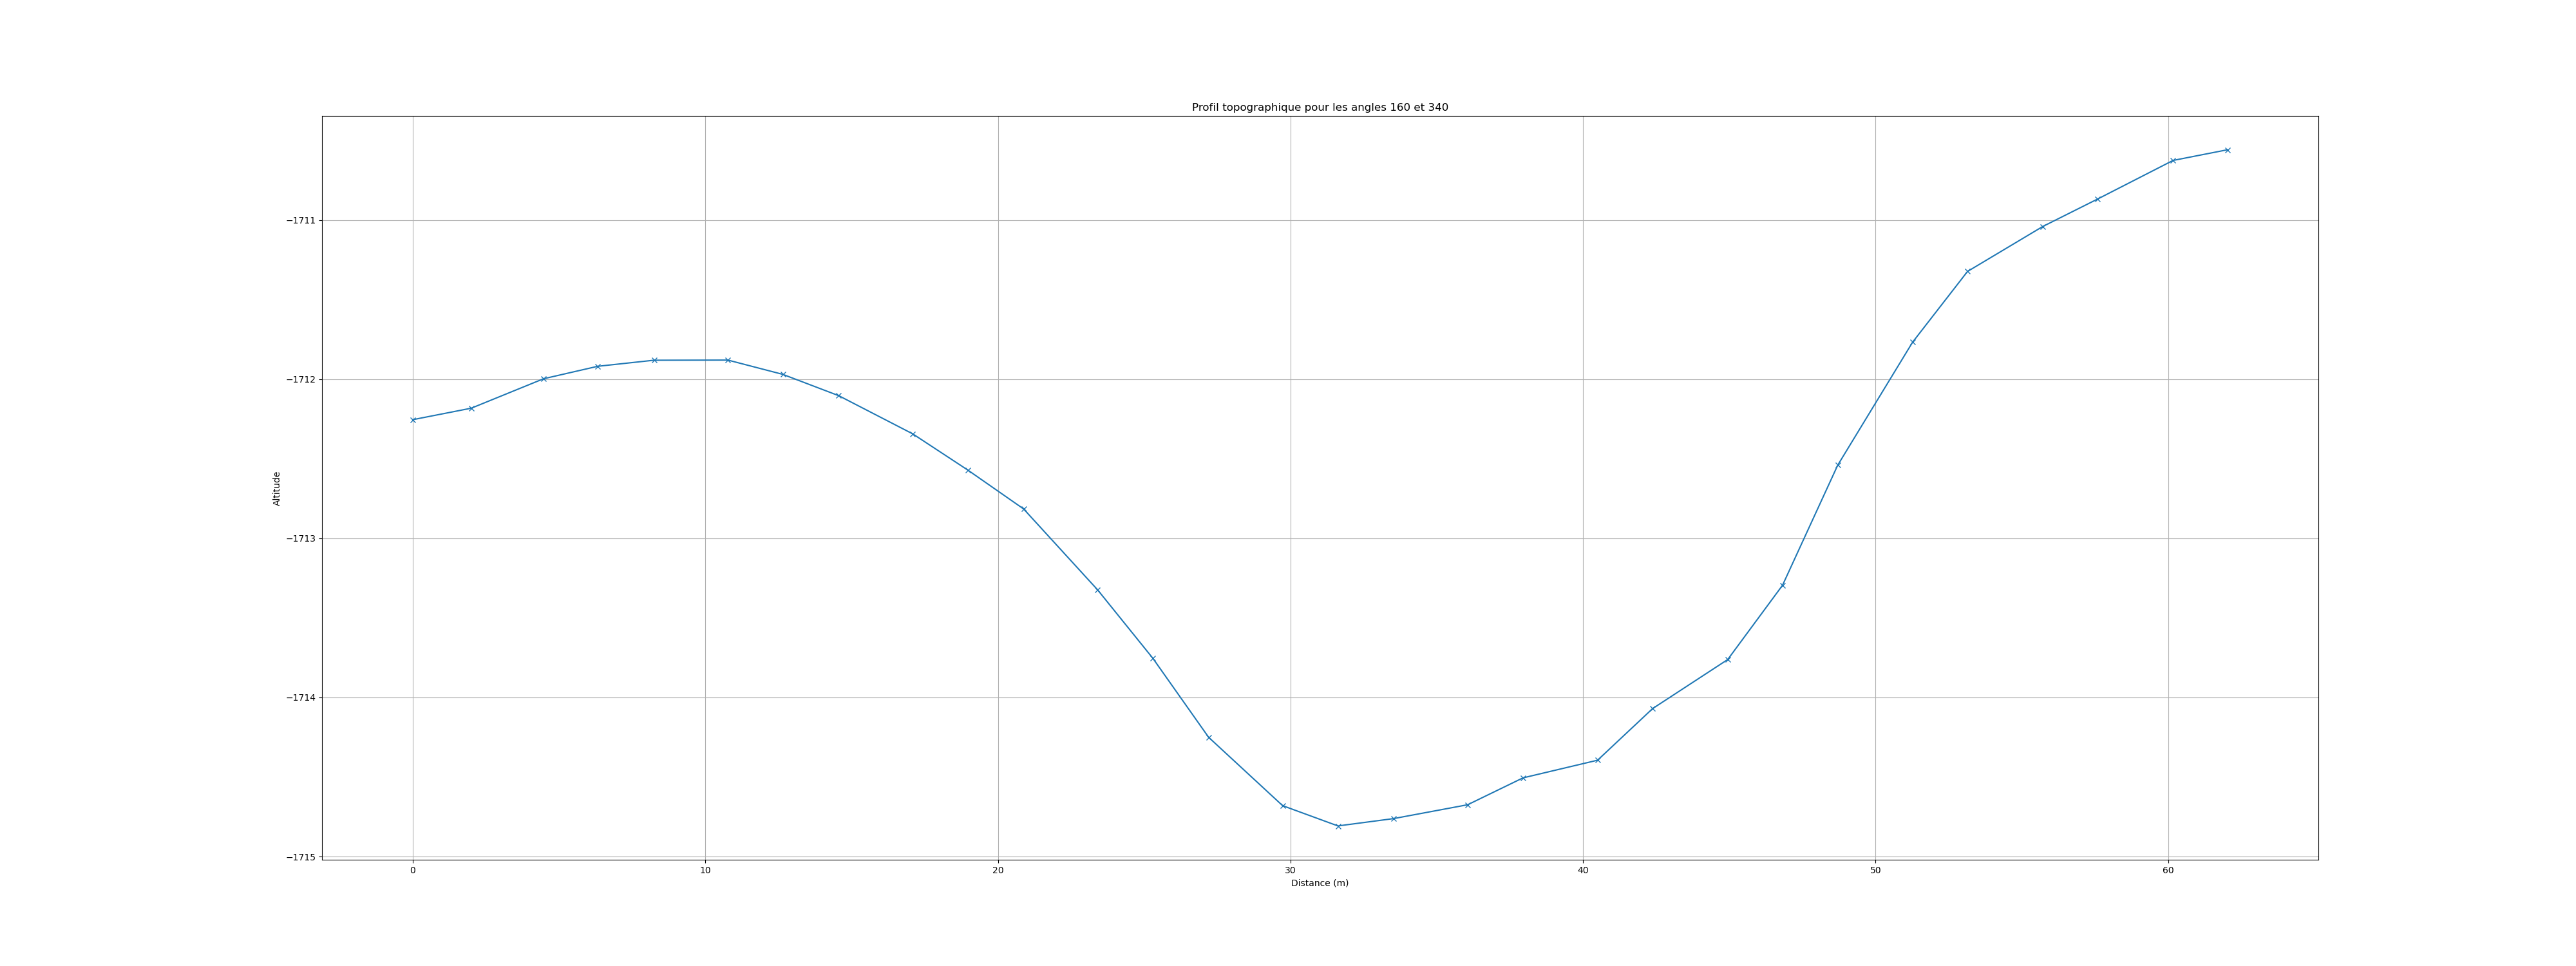 Profil topographique pour les angles 160 et 340
Altitude
−1711
−1712
−1713
−1714
−1715
0 10 20 30 40 50 60
Distance (m)